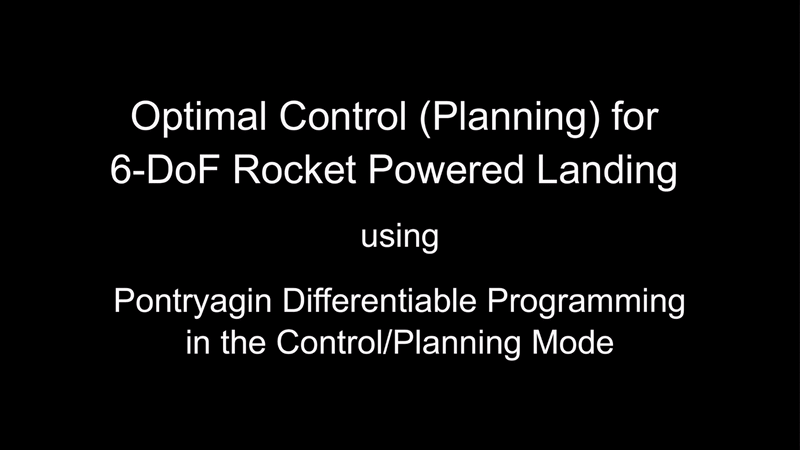 Optimal Control (Planning) for
6-DoF Rocket Powered Landing
using
Pontryagin Differentiable Programming
in the Control/Planning Mode